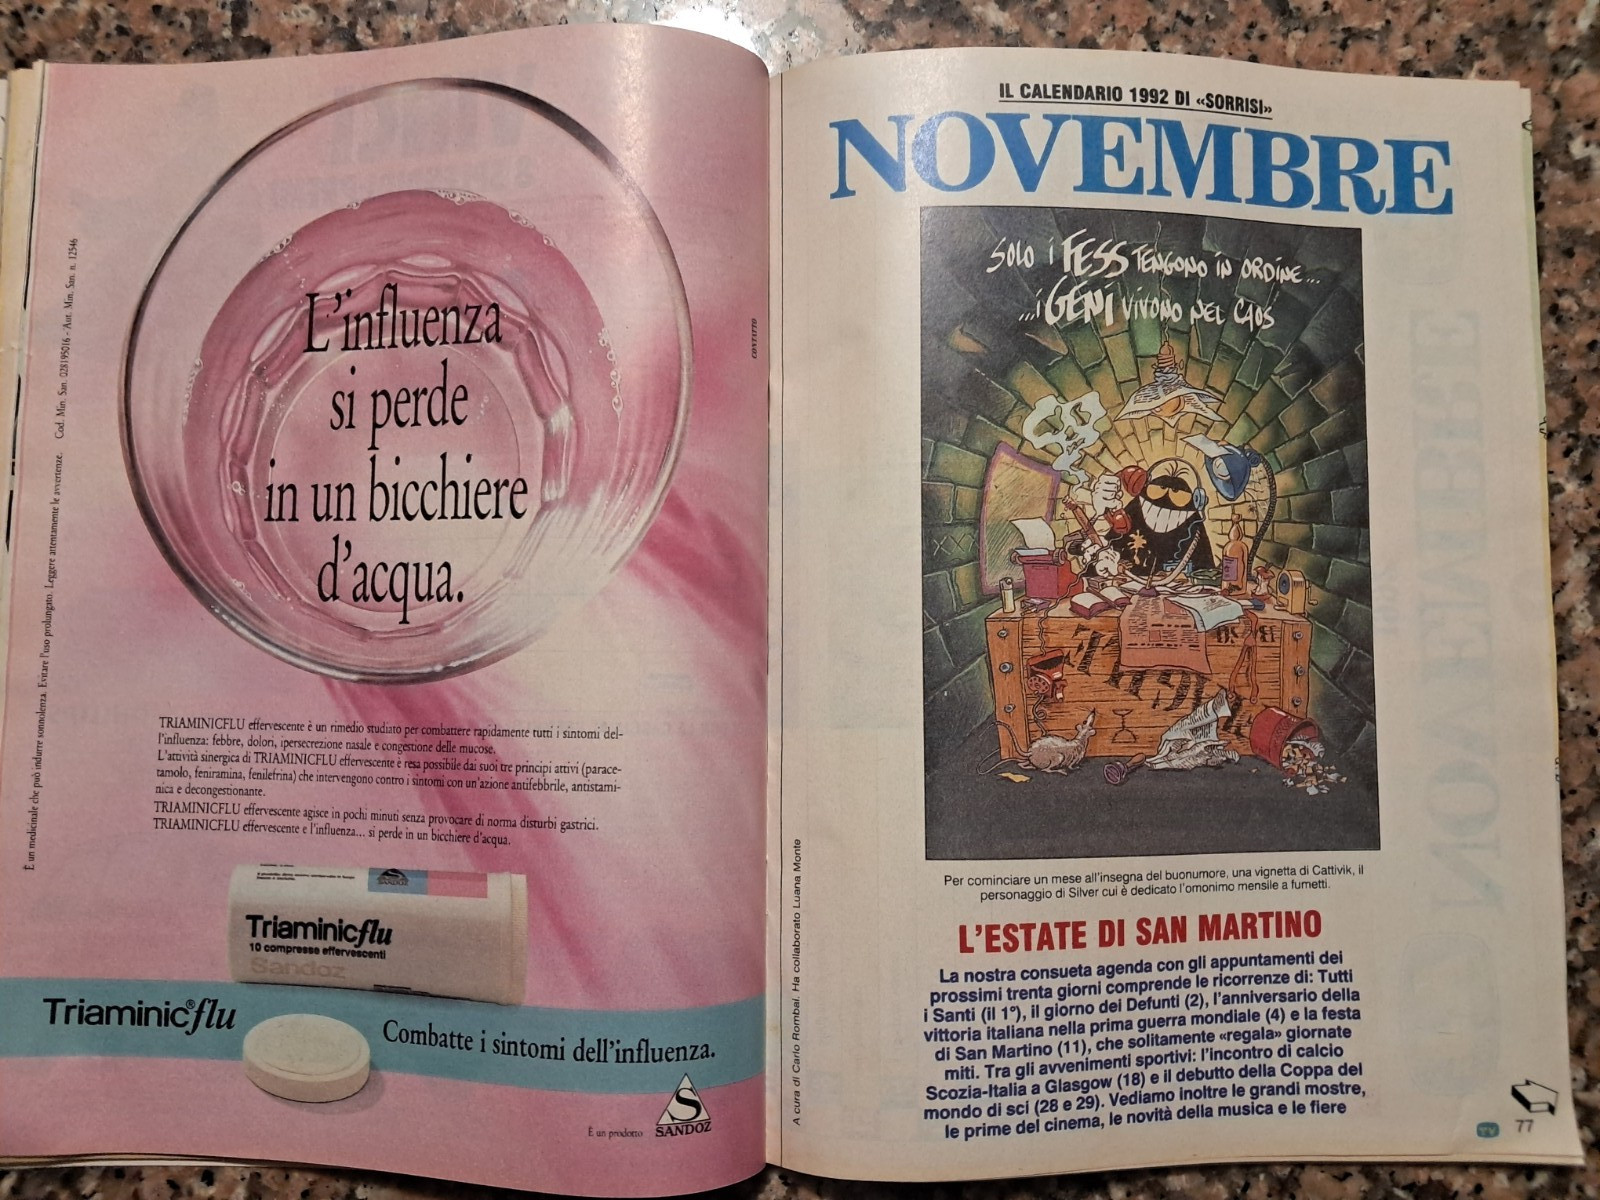 L'influenza
si perde
in un bicchiere
d'acqua.
È un medicinale che può indurre sonnolenza. Evitare l'uso prolungato. Leggere attentamente le avvertenze. Cod. Min. San. 028195016 - Aut. Min. San. n. 12546
CONTATTO
TRIAMINICFLU effervescente è un rimedio studiato per combattere rapidamente tutti i sintomi del-
l'influenza: febbre, dolori, ipersecrezione nasale e congestione delle mucose.
L'attività sinergica di TRIAMINICFLU effervescente è resa possibile dai suoi tre principi attivi (parace-
tamolo, feniramina, fenilefrina) che intervengono contro i sintomi con un'azione antifebbrile, antistami-
nica e decongestionante.
TRIAMINICFLU effervescente agisce in pochi minuti senza provocare di norma disturbi gastrici.
TRIAMINICFLU effervescente e l'influenza... si perde in un bicchiere d'acqua.
SANDOZ
Triaminicflu
10 compresse effervescenti
Sandoz
Triaminic®flu
Combatte i sintomi dell'influenza.
È un prodotto
S
SANDOZ
IL CALENDARIO 1992 DI «SORRISI»
NOVEMBRE
SOLO i FESS TENGONO iN ORDiNE...
...i GENi ViVONO NEL CAOS
Per cominciare un mese all'insegna del buonumore, una vignetta di Cattivik, il
personaggio di Silver cui è dedicato l'omonimo mensile a fumetti.
L'ESTATE DI SAN MARTINO
La nostra consueta agenda con gli appuntamenti dei
prossimi trenta giorni comprende le ricorrenze di: Tutti
i Santi (il 1°), il giorno dei Defunti (2), l'anniversario della
vittoria italiana nella prima guerra mondiale (4) e la festa
di San Martino (11), che solitamente «regala» giornate
miti. Tra gli avvenimenti sportivi: l'incontro di calcio
Scozia-Italia a Glasgow (18) e il debutto della Coppa del
mondo di sci (28 e 29). Vediamo inoltre le grandi mostre,
le prime del cinema, le novità della musica e le fiere
A cura di Carlo Rombai. Ha collaborato Luana Monte
TV 77